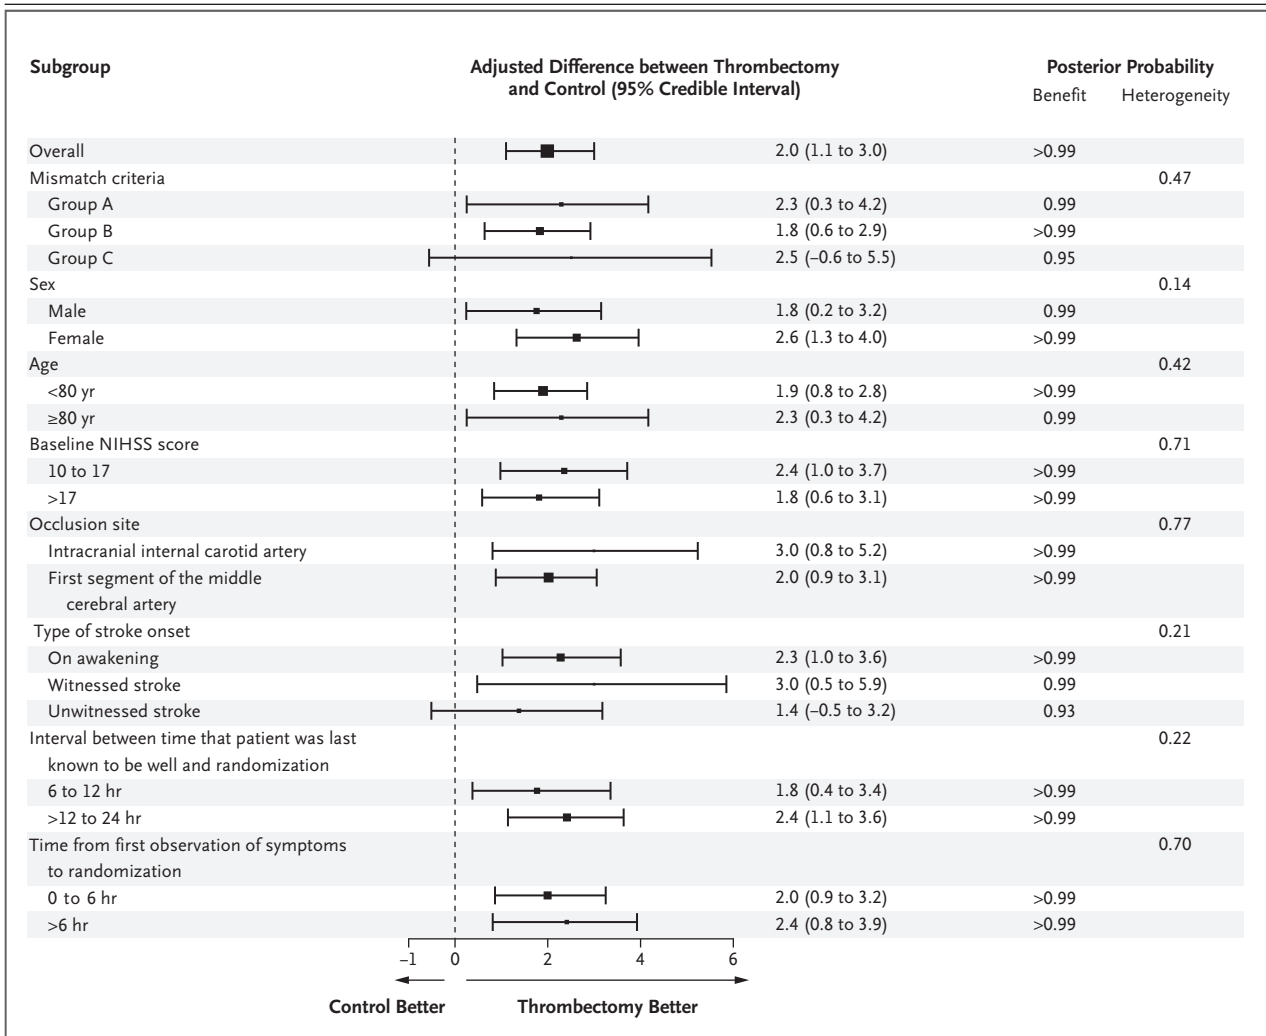 Subgroup Adjusted Difference between Thrombectomy Posterior Probability
and Control (95% Credible Interval) Benefit Heterogeneity
Overall 2.0 (1.1 to 3.0) >0.99
Mismatch criteria 0.47
Group A 2.3 (0.3 to 4.2) 0.99
Group B 1.8 (0.6 to 2.9) >0.99
Group C 2.5 (–0.6 to 5.5) 0.95
Sex 0.14
Male 1.8 (0.2 to 3.2) 0.99
Female 2.6 (1.3 to 4.0) >0.99
Age 0.42
<80 yr 1.9 (0.8 to 2.8) >0.99
≥80 yr 2.3 (0.3 to 4.2) 0.99
Baseline NIHSS score 0.71
10 to 17 2.4 (1.0 to 3.7) >0.99
>17 1.8 (0.6 to 3.1) >0.99
Occlusion site 0.77
Intracranial internal carotid artery 3.0 (0.8 to 5.2) >0.99
First segment of the middle 2.0 (0.9 to 3.1) >0.99
cerebral artery
Type of stroke onset 0.21
On awakening 2.3 (1.0 to 3.6) >0.99
Witnessed stroke 3.0 (0.5 to 5.9) 0.99
Unwitnessed stroke 1.4 (–0.5 to 3.2) 0.93
Interval between time that patient was last 0.22
known to be well and randomization
6 to 12 hr 1.8 (0.4 to 3.4) >0.99
>12 to 24 hr 2.4 (1.1 to 3.6) >0.99
Time from first observation of symptoms 0.70
to randomization
0 to 6 hr 2.0 (0.9 to 3.2) >0.99
>6 hr 2.4 (0.8 to 3.9) >0.99
–1 0 2 4 6
Control Better Thrombectomy Better